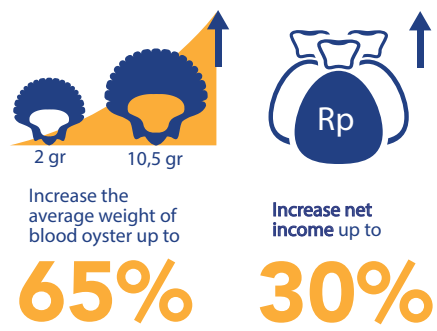 2 gr
10,5 gr
Increase the
average weight of
blood oyster up to
65%
Rp
Increase net
income up to
30%